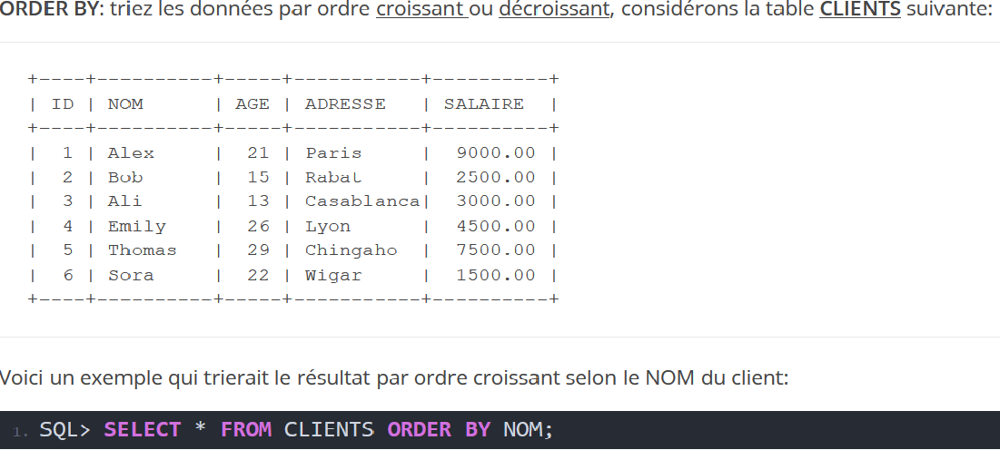 ORDER BY: triez les données par ordre croissant ou décroissant, considérons la table CLIENTS suivante:
+----+----------+-----+-----------+----------+
| ID | NOM      | AGE | ADRESSE   | SALAIRE  |
+----+----------+-----+-----------+----------+
|  1 | Alex     |  21 | Paris     |  9000.00 |
|  2 | Bob      |  15 | Rabat     |  2500.00 |
|  3 | Ali      |  13 | Casablanca|  3000.00 |
|  4 | Emily    |  26 | Lyon      |  4500.00 |
|  5 | Thomas   |  29 | Chingaho  |  7500.00 |
|  6 | Sora     |  22 | Wigar     |  1500.00 |
+----+----------+-----+-----------+----------+
Voici un exemple qui trierait le résultat par ordre croissant selon le NOM du client:
1. SQL> SELECT * FROM CLIENTS ORDER BY NOM;